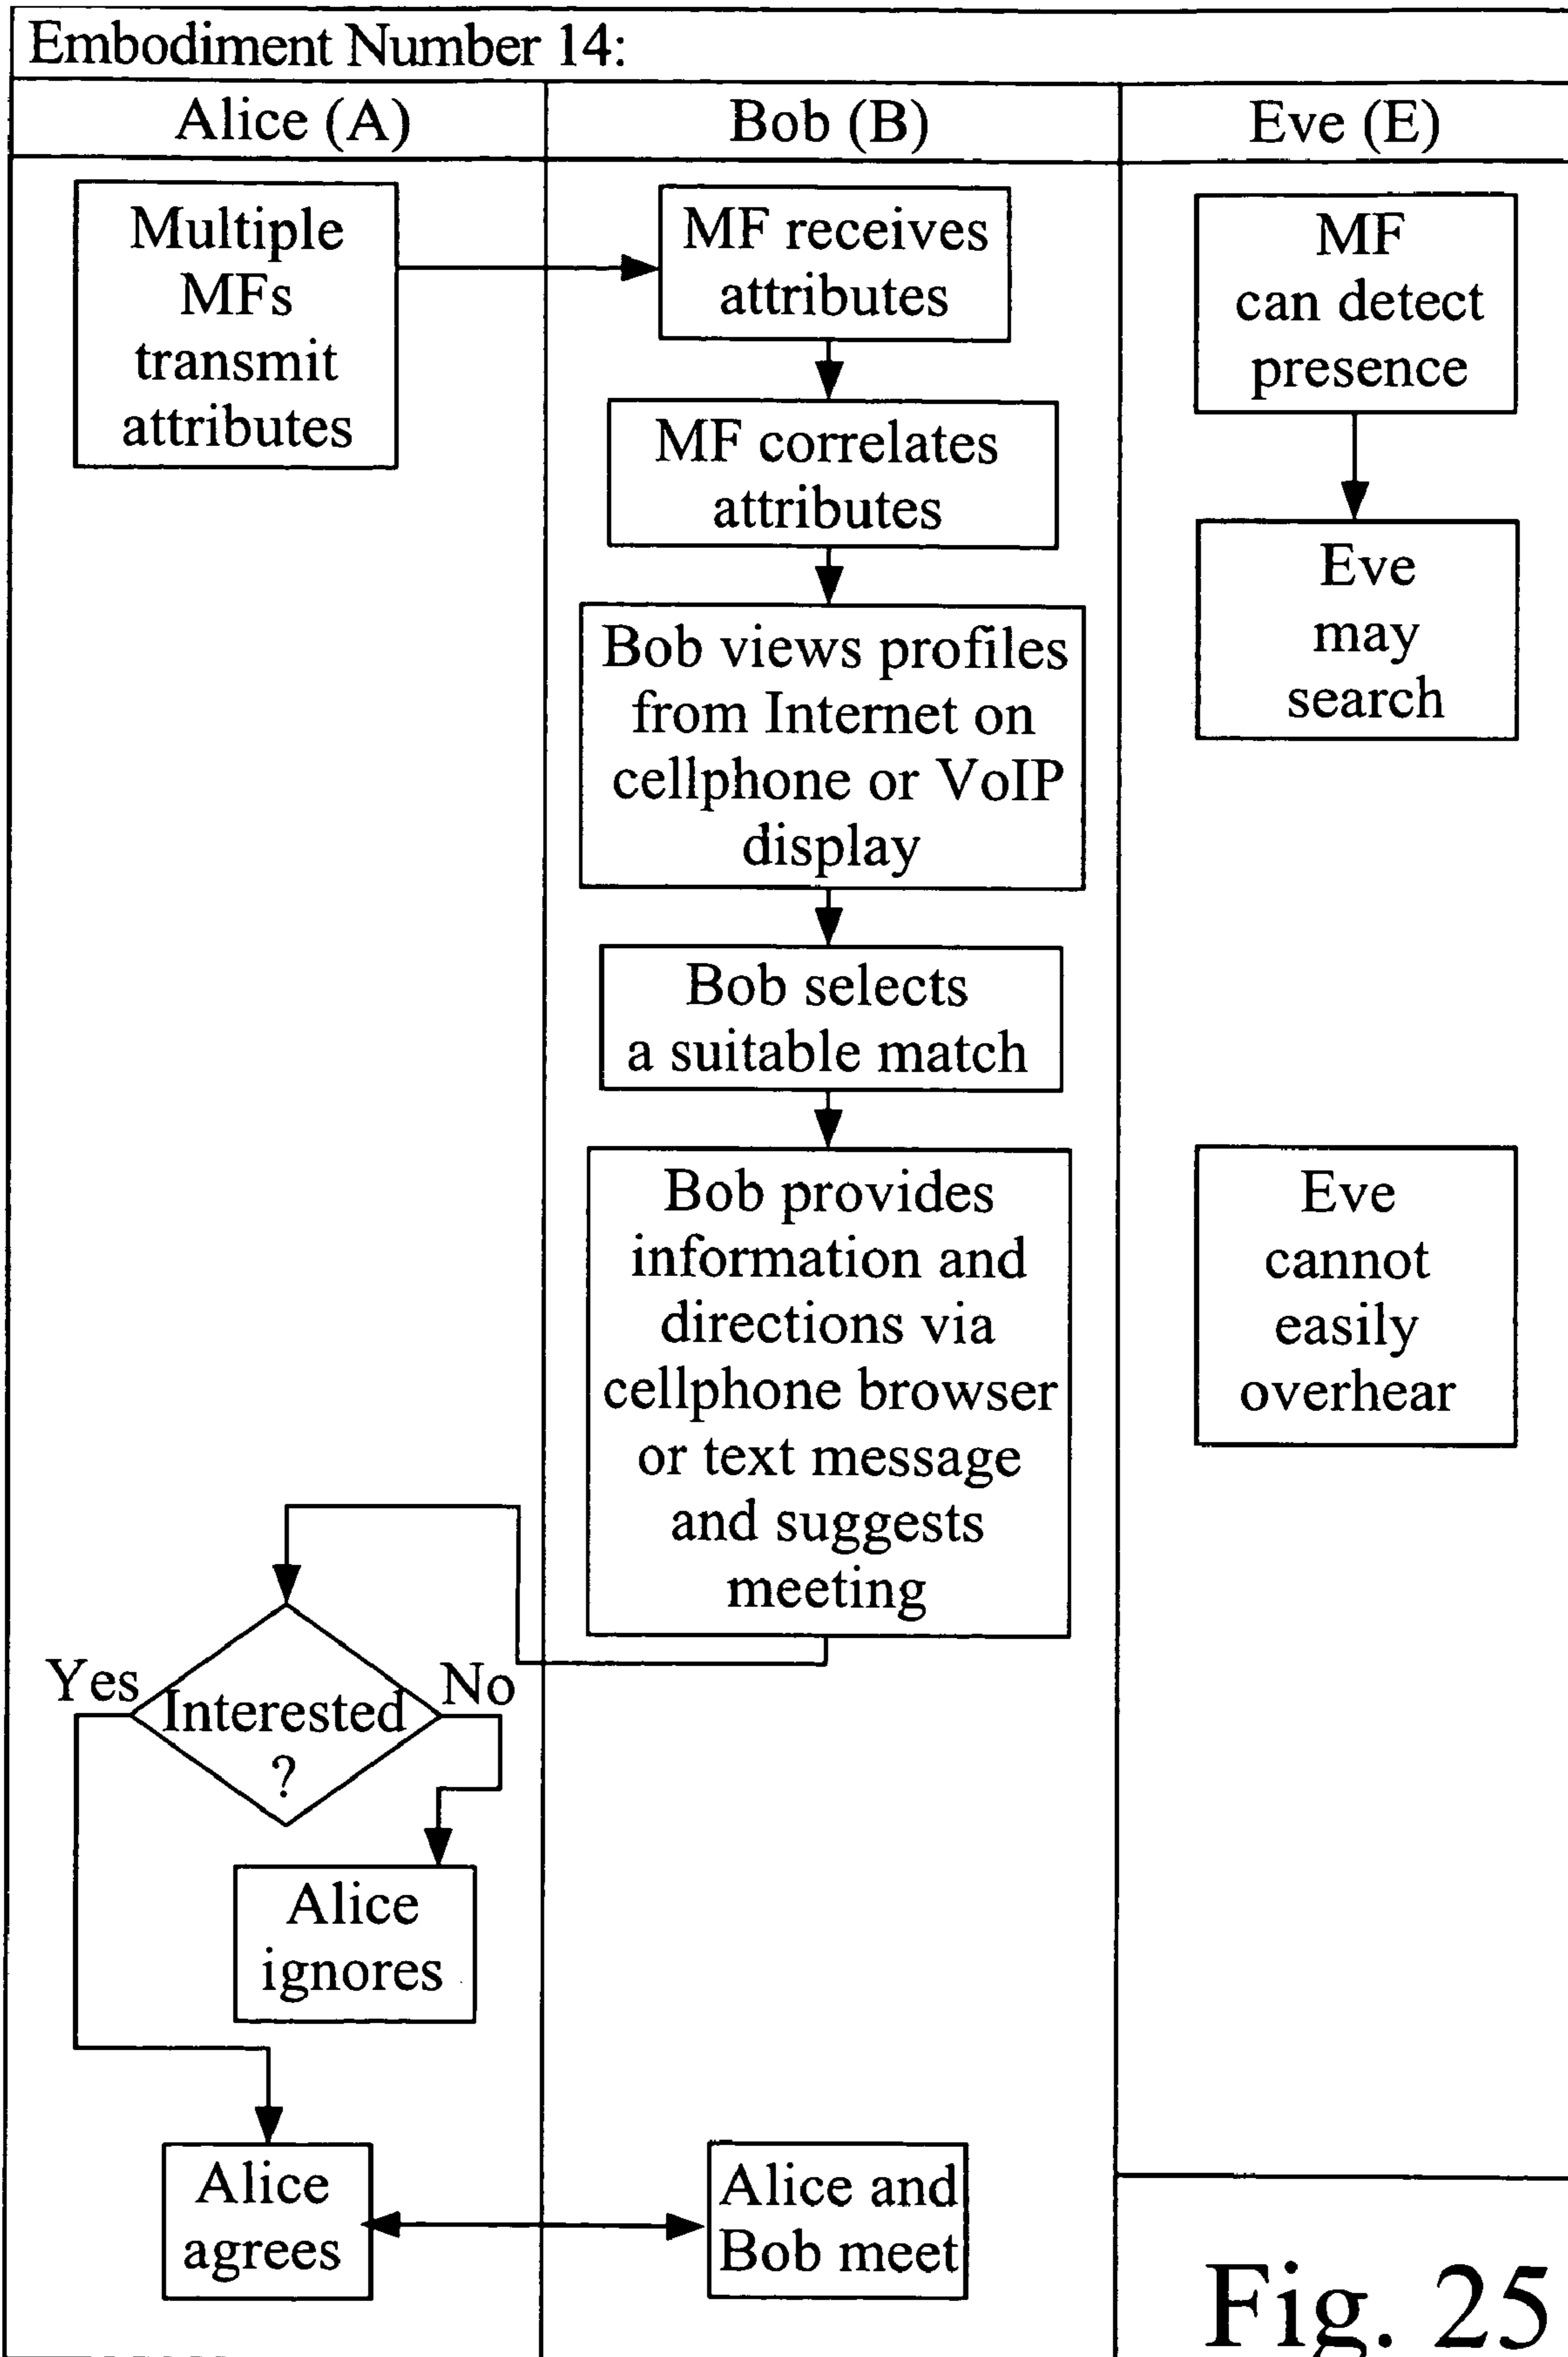 Embodiment Number 14:
Alice (A)
Bob (B)
Eve (E)
Multiple
MFs
transmit
attributes
MF receives
attributes
MF correlates
attributes
Bob views profiles
from Internet on
cellphone or VoIP
display
Bob selects
a suitable match
Bob provides
information and
directions via
cellphone browser
or text message
and suggests
meeting
MF
can detect
presence
Eve
may
search
Eve
cannot
easily
overhear
Yes
Interested
?
No
Alice
ignores
Alice
agrees
Alice and
Bob meet
Fig. 25